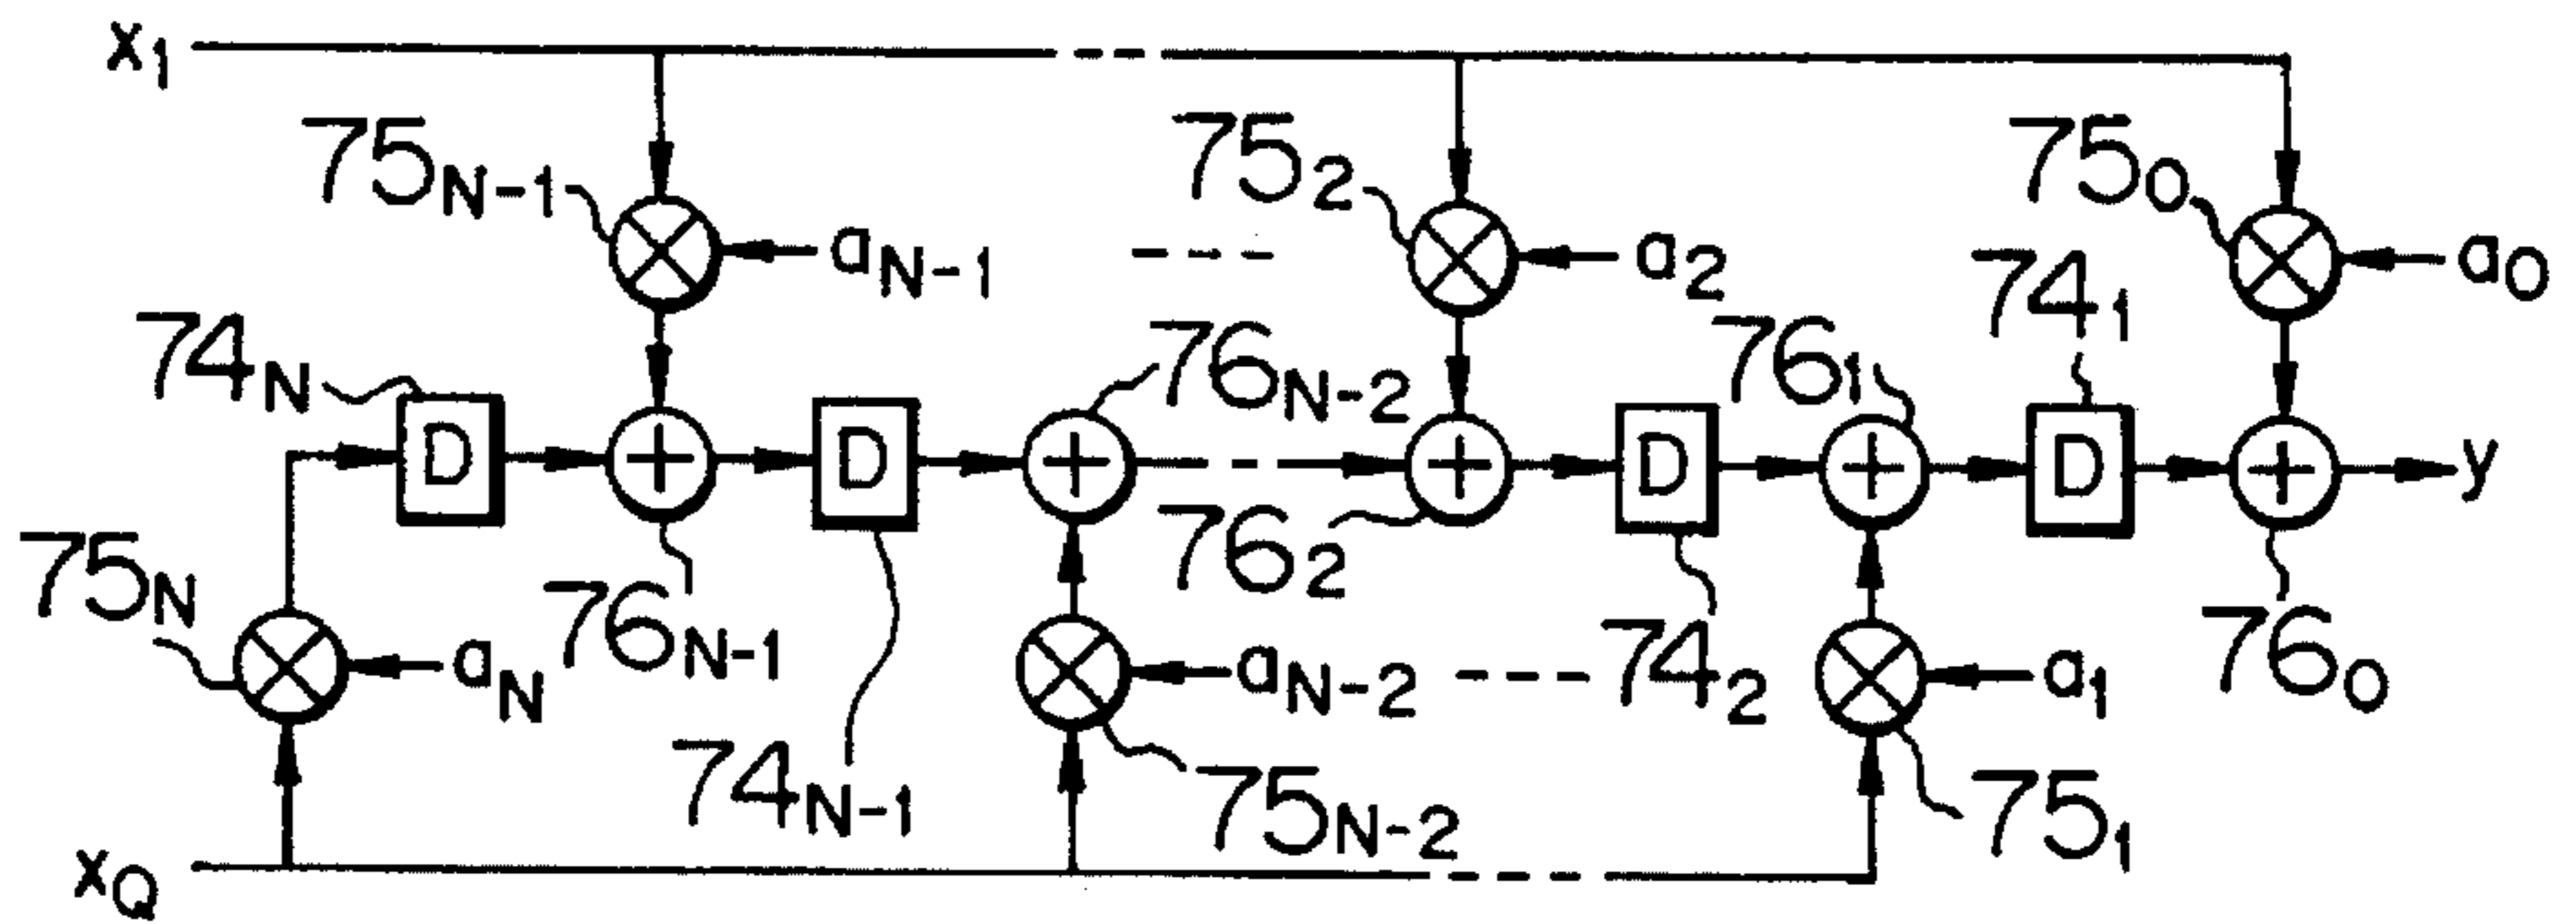 x₁
75N-1
75₂
75₀
aN-1
a₂
a₀
74₁
74N
76N-2
76₁
D
D
D
D
y
75N
76₂
aN
76N-1
aN-2
74₂
a₁
76₀
74N-1
75N-2
75₁
xQ